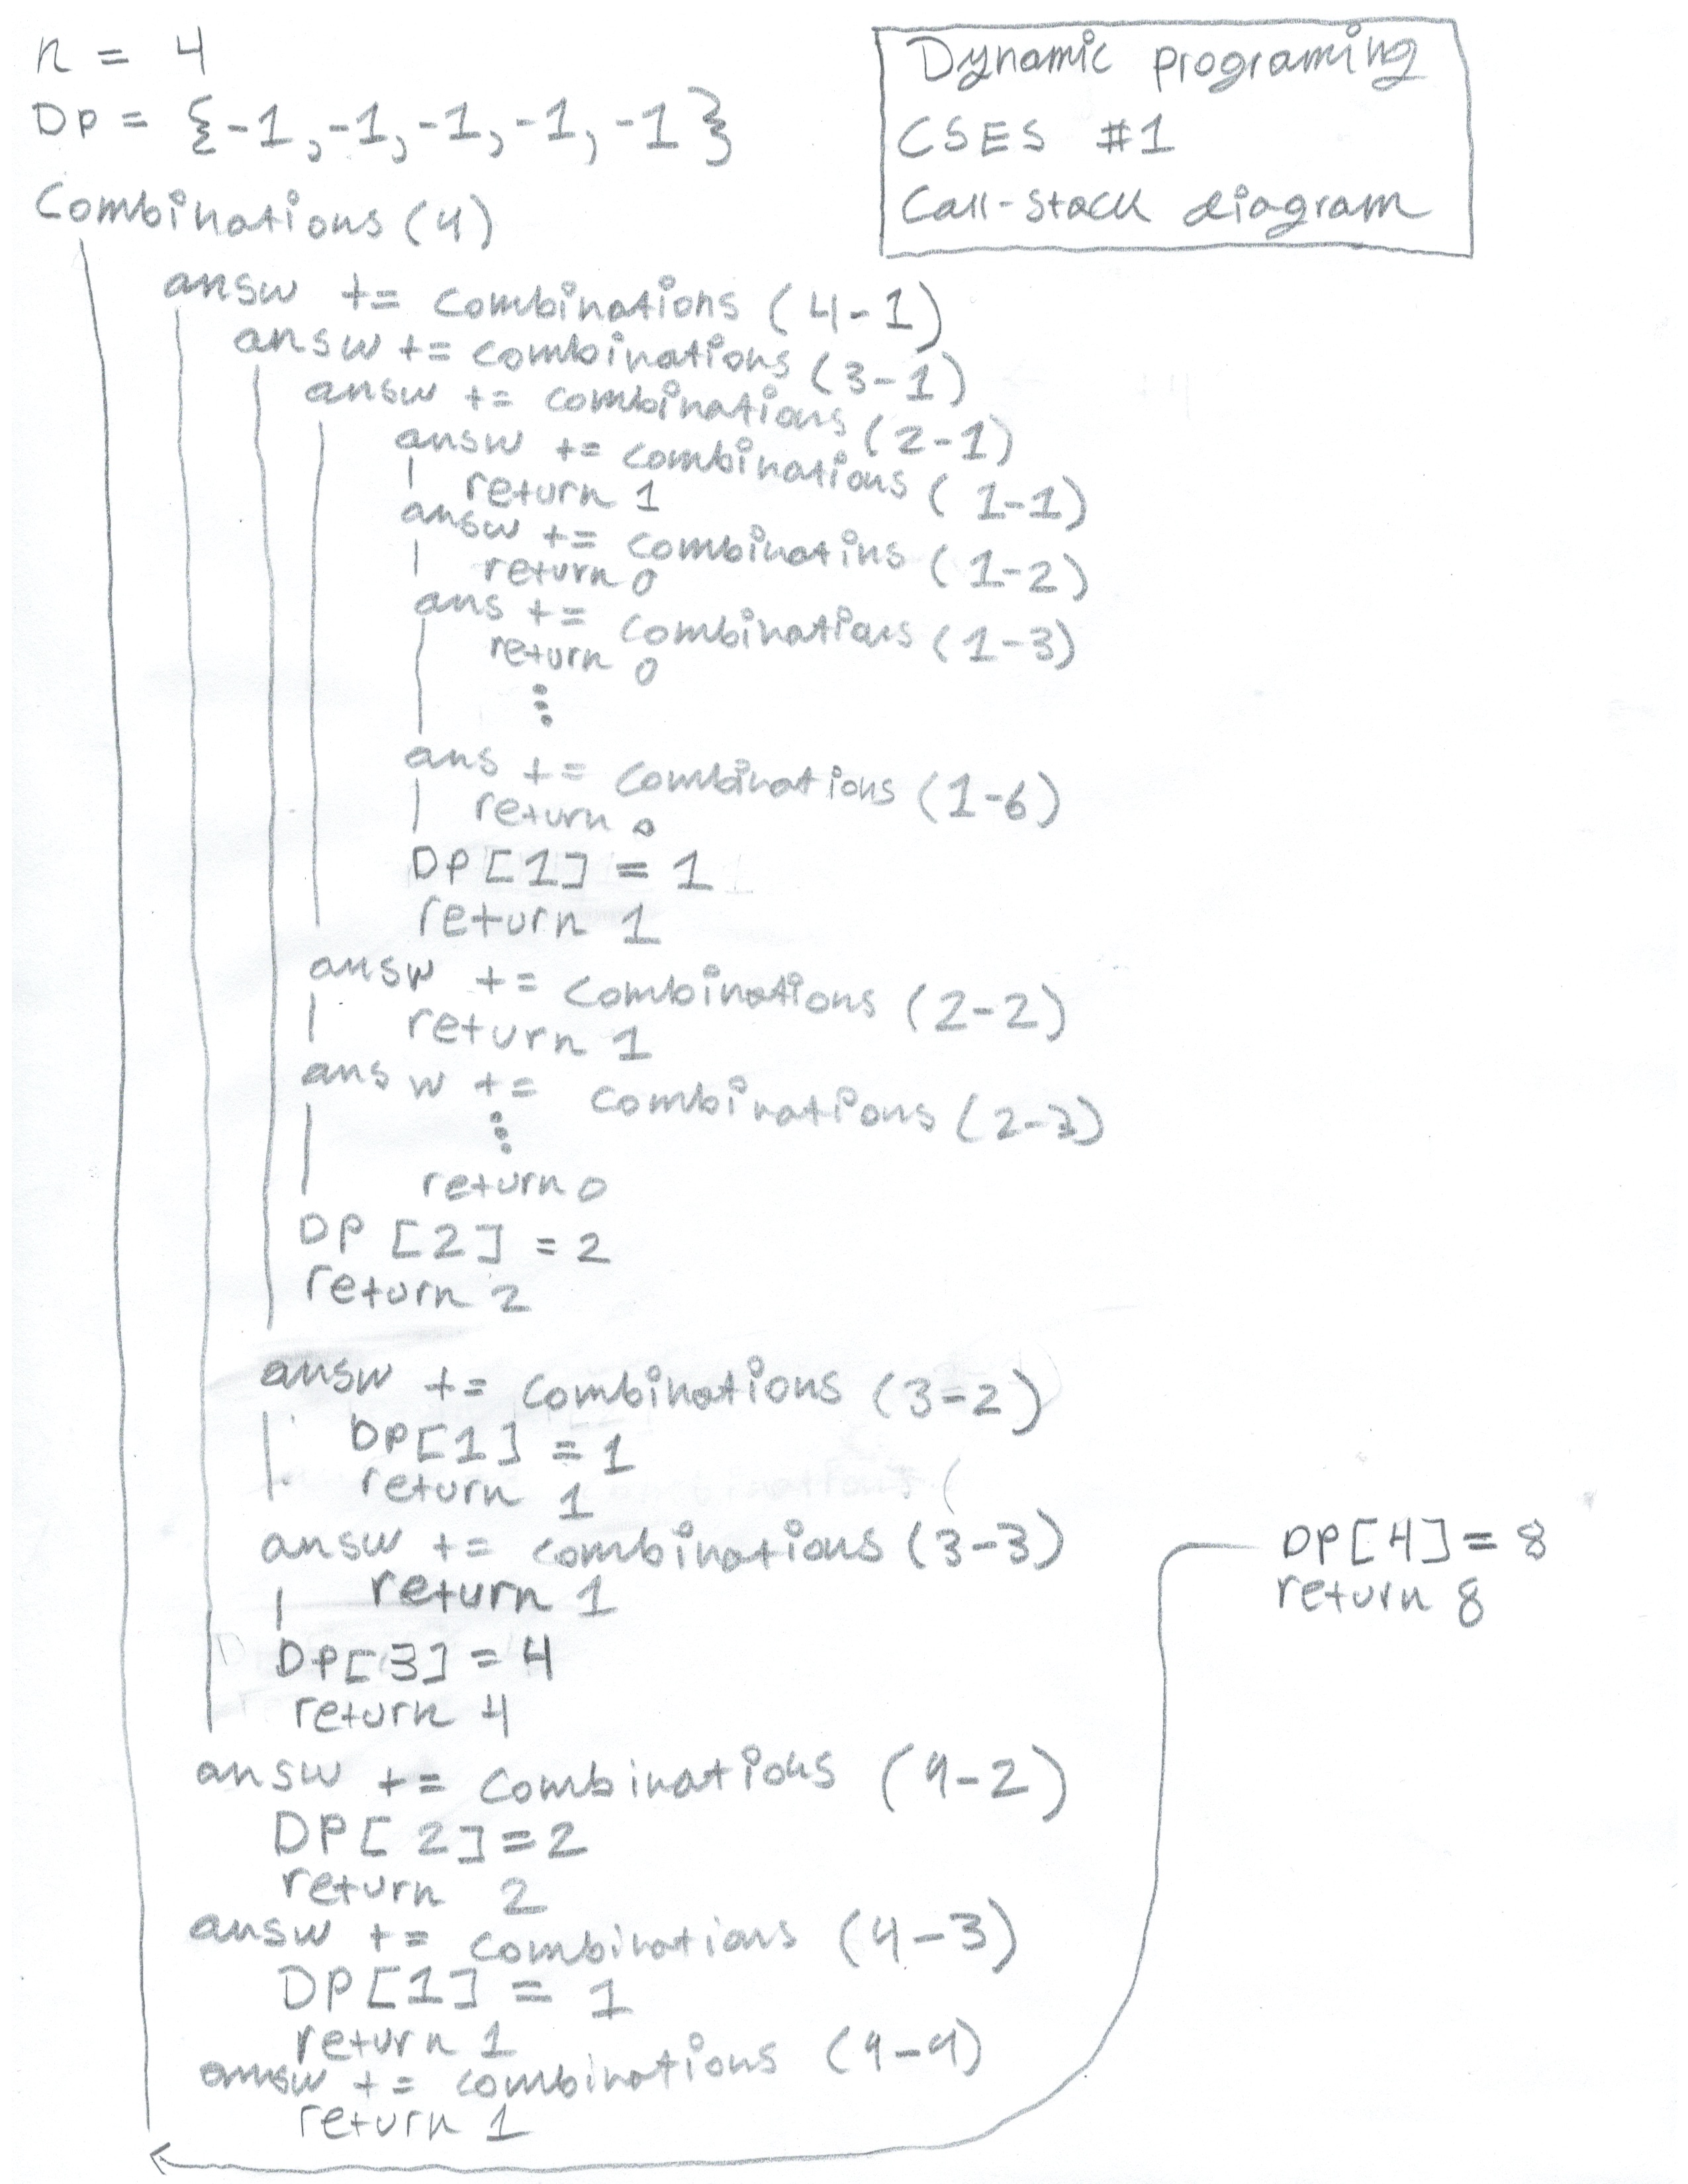 n = 4
Dp = {-1, -1, -1, -1, -1}
Combinations (4)
Dynamic programing
CSES #1
Call-stack diagram
answ += combinations (4-1)
answ += combinations (3-1)
answ += combinations (2-1)
answ += combinations (1-1)
return 1
answ += combinatins (1-2)
return 0
ans += combinations (1-3)
return 0
⋮
ans += combinations (1-6)
return 0
DP[1] = 1
return 1
answ += combinations (2-2)
return 1
answ += combinations (2-3)
⋮
return 0
DP [2] = 2
return 2
answ += combinations (3-2)
DP[1] = 1
return 1
answ += combinations (3-3)
return 1
DP[3] = 4
return 4
answ += combinations (4-2)
DP[2] = 2
return 2
answ += combinations (4-3)
DP[1] = 1
return 1
answ += combinations (4-4)
return 1
DP[4] = 8
return 8